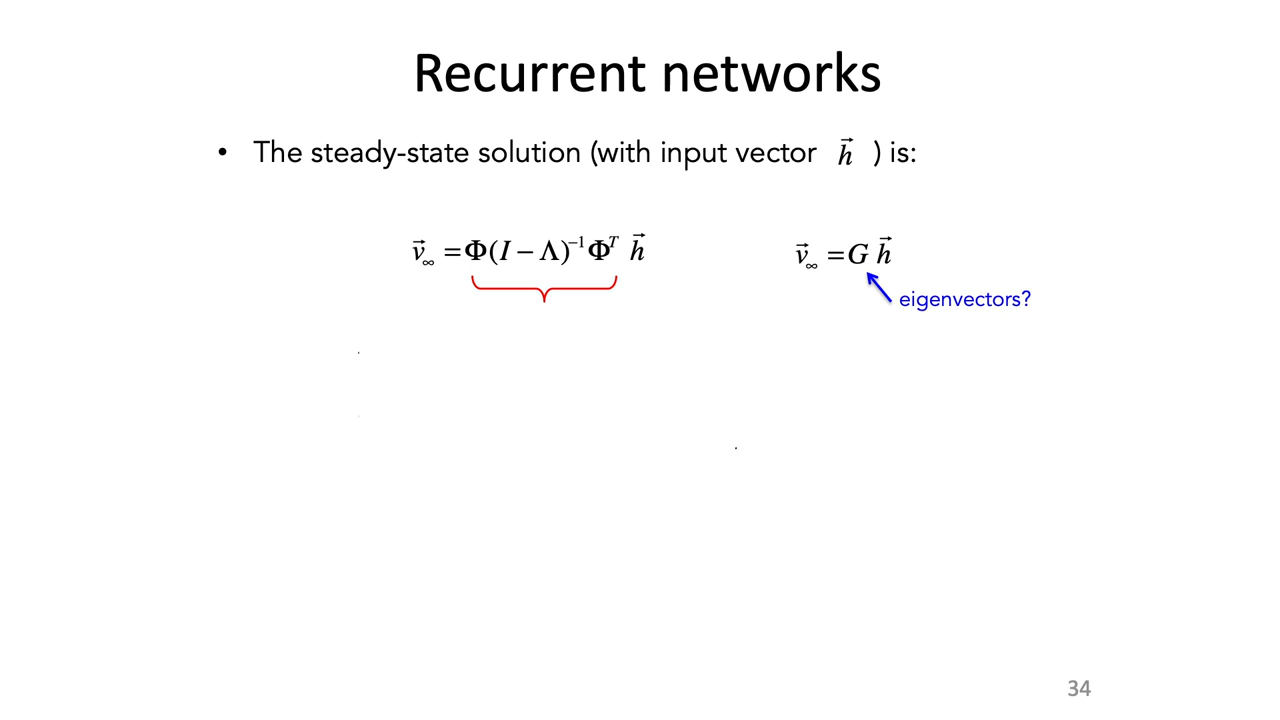 Recurrent networks
• The steady-state solution (with input vector h⃗ ) is:
v⃗∞ = Φ(I − Λ)⁻¹Φᵀ h⃗
v⃗∞ = G h⃗
eigenvectors?
34